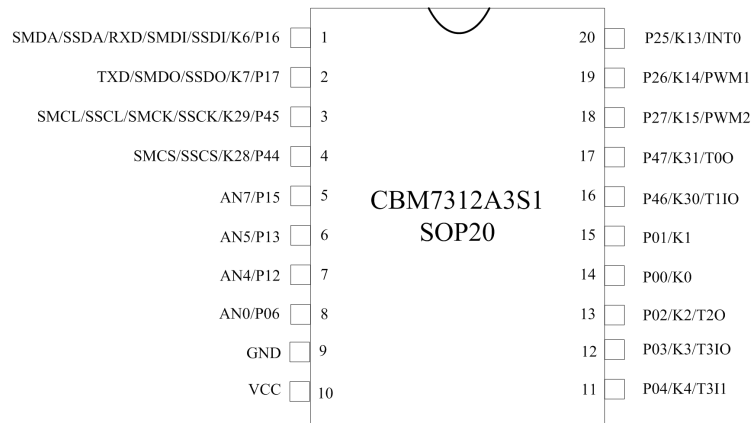 SMDA/SSDA/RXD/SMDI/SSDI/K6/P16 1 20 P25/K13/INT0
TXD/SMDO/SSDO/K7/P17 2 19 P26/K14/PWM1
SMCL/SSCL/SMCK/SSCK/K29/P45 3 18 P27/K15/PWM2
SMCS/SSCS/K28/P44 4 17 P47/K31/T0O
AN7/P15 5 16 P46/K30/T1IO
CBM7312A3S1
SOP20
AN5/P13 6 15 P01/K1
AN4/P12 7 14 P00/K0
AN0/P06 8 13 P02/K2/T2O
GND 9 12 P03/K3/T3IO
VCC 10 11 P04/K4/T3I1